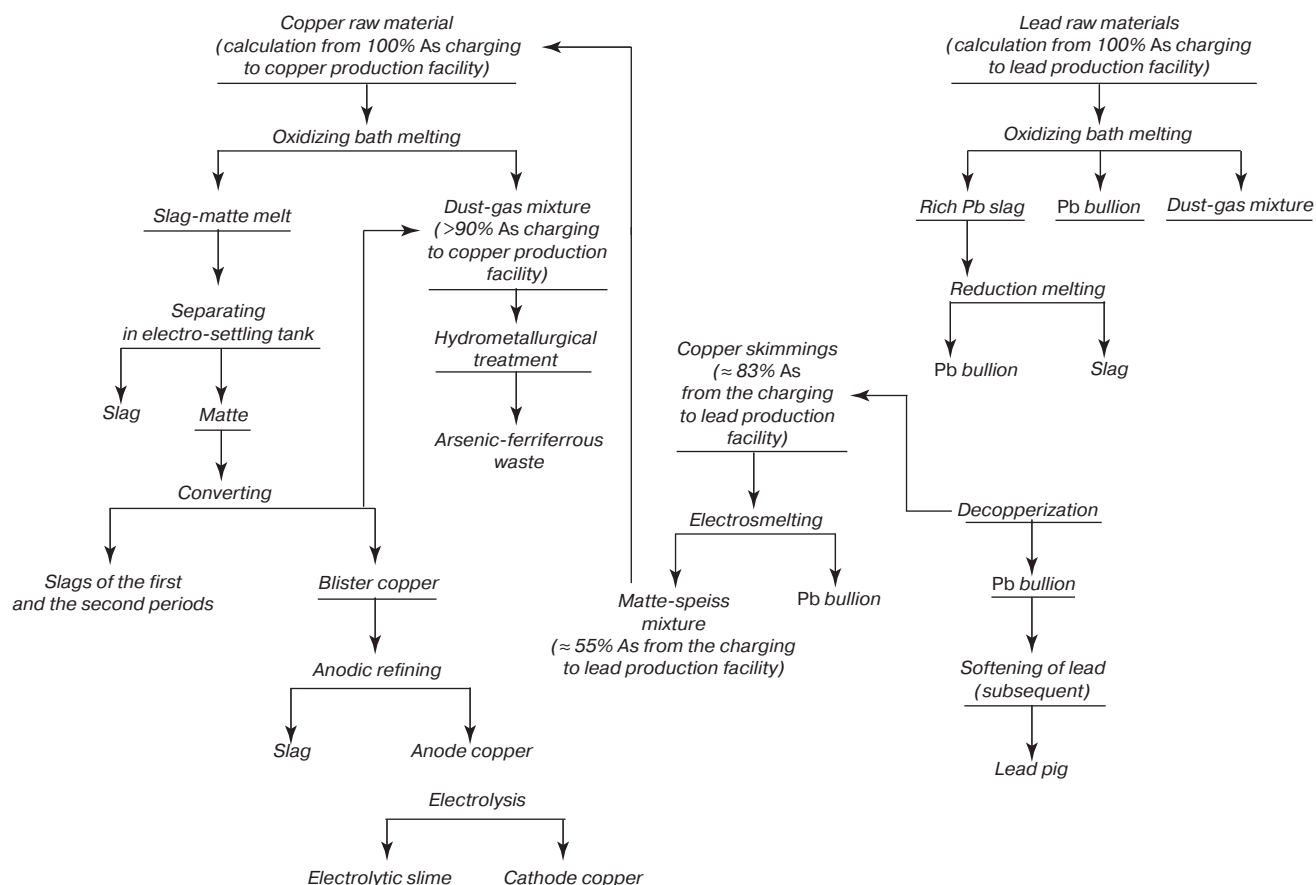 Copper raw material
(calculation from 100% As charging
to copper production facility)
Oxidizing bath melting
Slag-matte melt
Dust-gas mixture
(>90% As charging
to copper production
facility)
Separating
in electro-settling tank
Hydrometallurgical
treatment
Slag
Matte
Arsenic-ferriferrous
waste
Converting
Slags of the first
and the second periods
Blister copper
Anodic refining
Slag
Anode copper
Electrolysis
Electrolytic slime
Cathode copper
Copper skimmings
(≈ 83% As
from the charging
to lead production
facility)
Electrosmelting
Matte-speiss
mixture
(≈ 55% As from the charging
to lead production facility)
Pb bullion
Lead raw materials
(calculation from 100% As charging
to lead production facility)
Oxidizing bath melting
Rich Pb slag
Pb bullion
Dust-gas mixture
Reduction melting
Pb bullion
Slag
Decopperization
Pb bullion
Softening of lead
(subsequent)
Lead pig